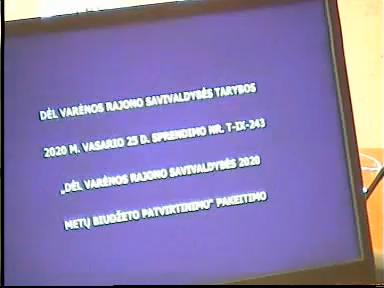 DĖL VARĖNOS RAJONO SAVIVALDYBĖS TARYBOS
2020 M. VASARIO 25 D. SPRENDIMO NR. T-IX-243
„DĖL VARĖNOS RAJONO SAVIVALDYBĖS 2020
METŲ BIUDŽETO PATVIRTINIMO“ PAKEITIMO